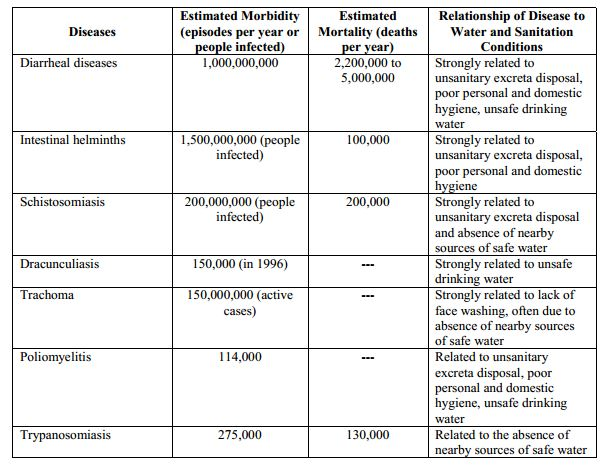 Diseases
Estimated Morbidity
(episodes per year or
people infected)
Estimated
Mortality (deaths
per year)
Relationship of Disease to
Water and Sanitation
Conditions
Diarrheal diseases
1,000,000,000
2,200,000 to
5,000,000
Strongly related to
unsanitary excreta disposal,
poor personal and domestic
hygiene, unsafe drinking
water
Intestinal helminths
1,500,000,000 (people
infected)
100,000
Strongly related to
unsanitary excreta disposal,
poor personal and domestic
hygiene
Schistosomiasis
200,000,000 (people
infected)
200,000
Strongly related to
unsanitary excreta disposal
and absence of nearby
sources of safe water
Dracunculiasis
150,000 (in 1996)
---
Strongly related to unsafe
drinking water
Trachoma
150,000,000 (active
cases)
---
Strongly related to lack of
face washing, often due to
absence of nearby sources
of safe water
Poliomyelitis
114,000
---
Related to unsanitary
excreta disposal, poor
personal and domestic
hygiene, unsafe drinking
water
Trypanosomiasis
275,000
130,000
Related to the absence of
nearby sources of safe water